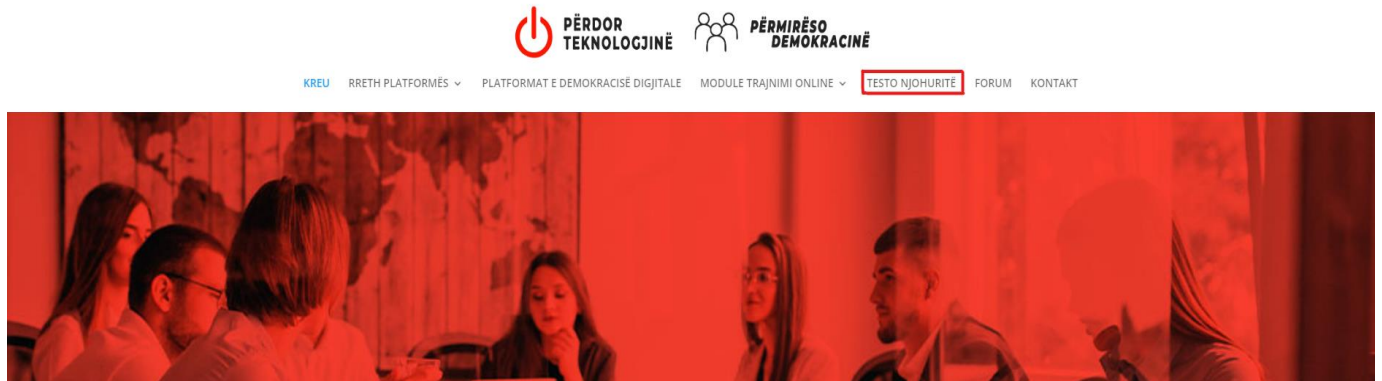 PËRDOR
TEKNOLOGJINË
PËRMIRËSO
DEMOKRACINË
KREU RRETH PLATFORMËS PLATFORMAT E DEMOKRACISË DIGJITALE MODULE TRAJNIMI ONLINE TESTO NJOHURITË FORUM KONTAKT